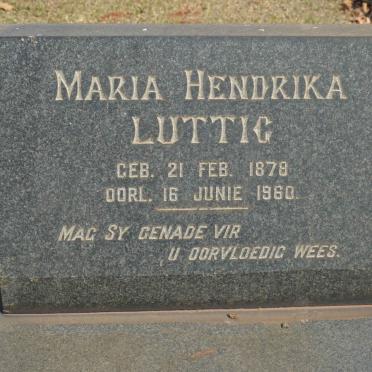 MARIA HENDRIKA
LUTTIG
GEB. 21 FEB. 1878
OORL. 16 JUNIE 1960.
MAG SY GENADE VIR
U OORVLOEDIG WEES.